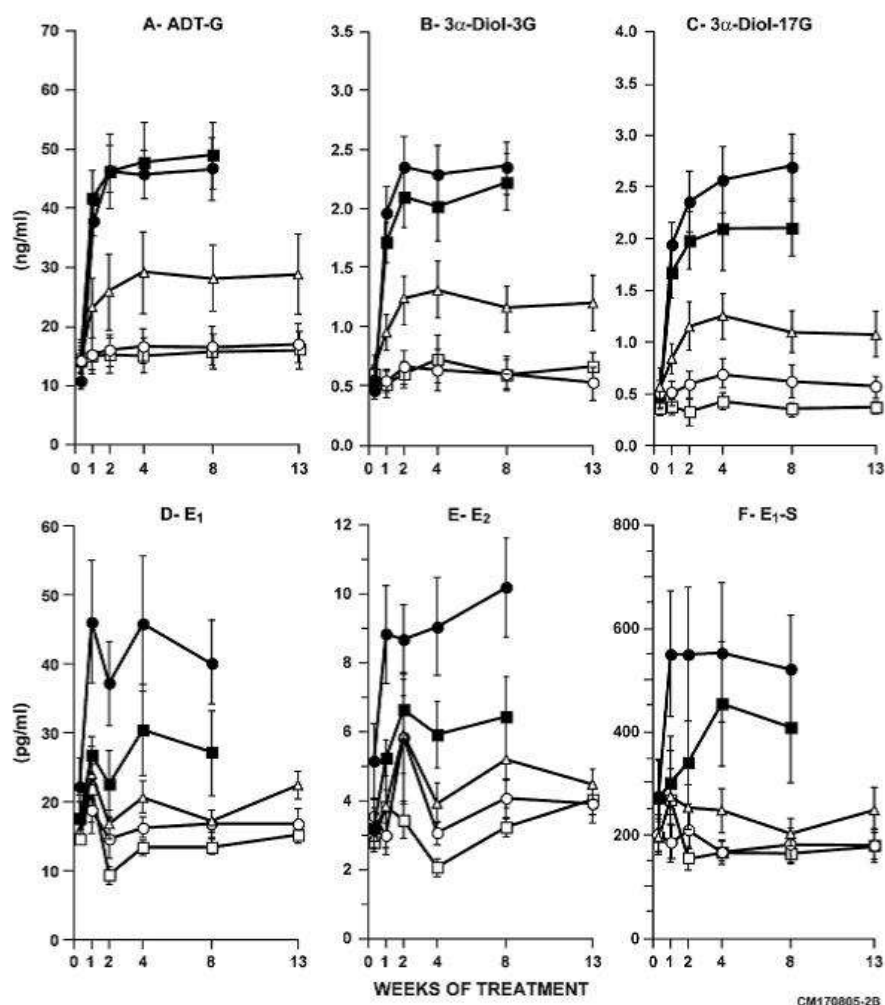 A- ADT-G
B- 3α-Diol-3G
C- 3α-Diol-17G
70
60
50
40
30
20
10
0
3.5
3.0
2.5
2.0
1.5
1.0
0.5
0.0
4.0
3.5
3.0
2.5
2.0
1.5
1.0
0.5
0.0
(ng/ml)
0 1 2 4 8 13
0 1 2 4 8 13
0 1 2 4 8 13
D- E1
E- E2
F- E1-S
60
50
40
30
20
10
0
12
10
8
6
4
2
0
800
600
400
200
0
(pg/ml)
0 1 2 4 8 13
0 1 2 4 8 13
0 1 2 4 8 13
WEEKS OF TREATMENT
CM170805-2B